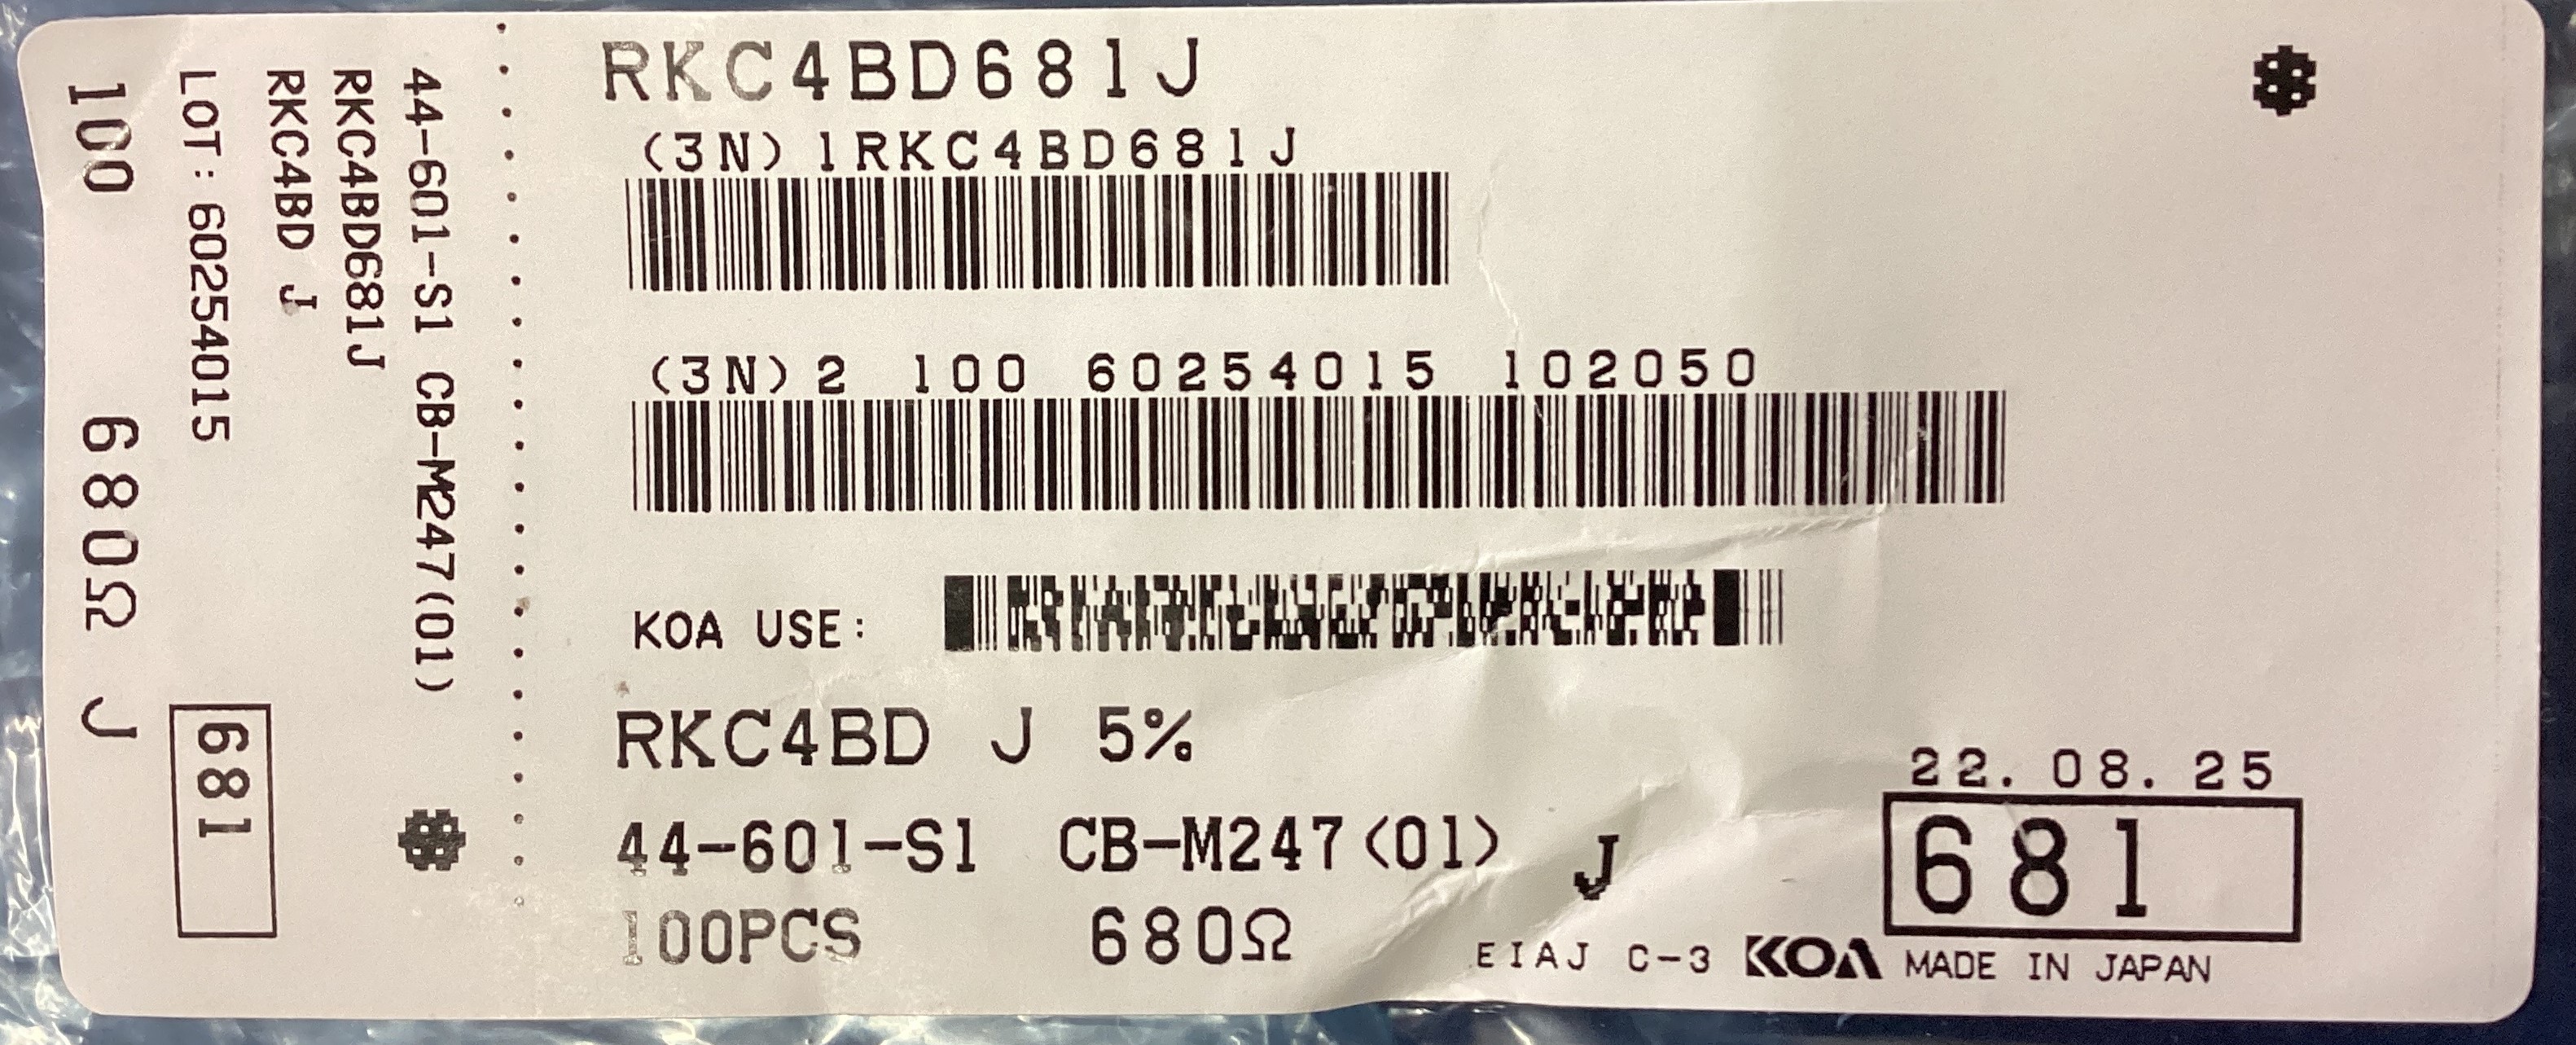 RKC4BD681J
(3N)1RKC4BD681J
(3N)2 100 60254015 102050
KOA USE:
RKC4BD J 5%
44-601-S1 CB-M247(01) J
100PCS 680Ω
22.08.25
681
EIAJ C-3 KOA MADE IN JAPAN
44-601-S1 CB-M247(01)
RKC4BD681J
RKC4BD J
LOT:60254015
681
100 680Ω J